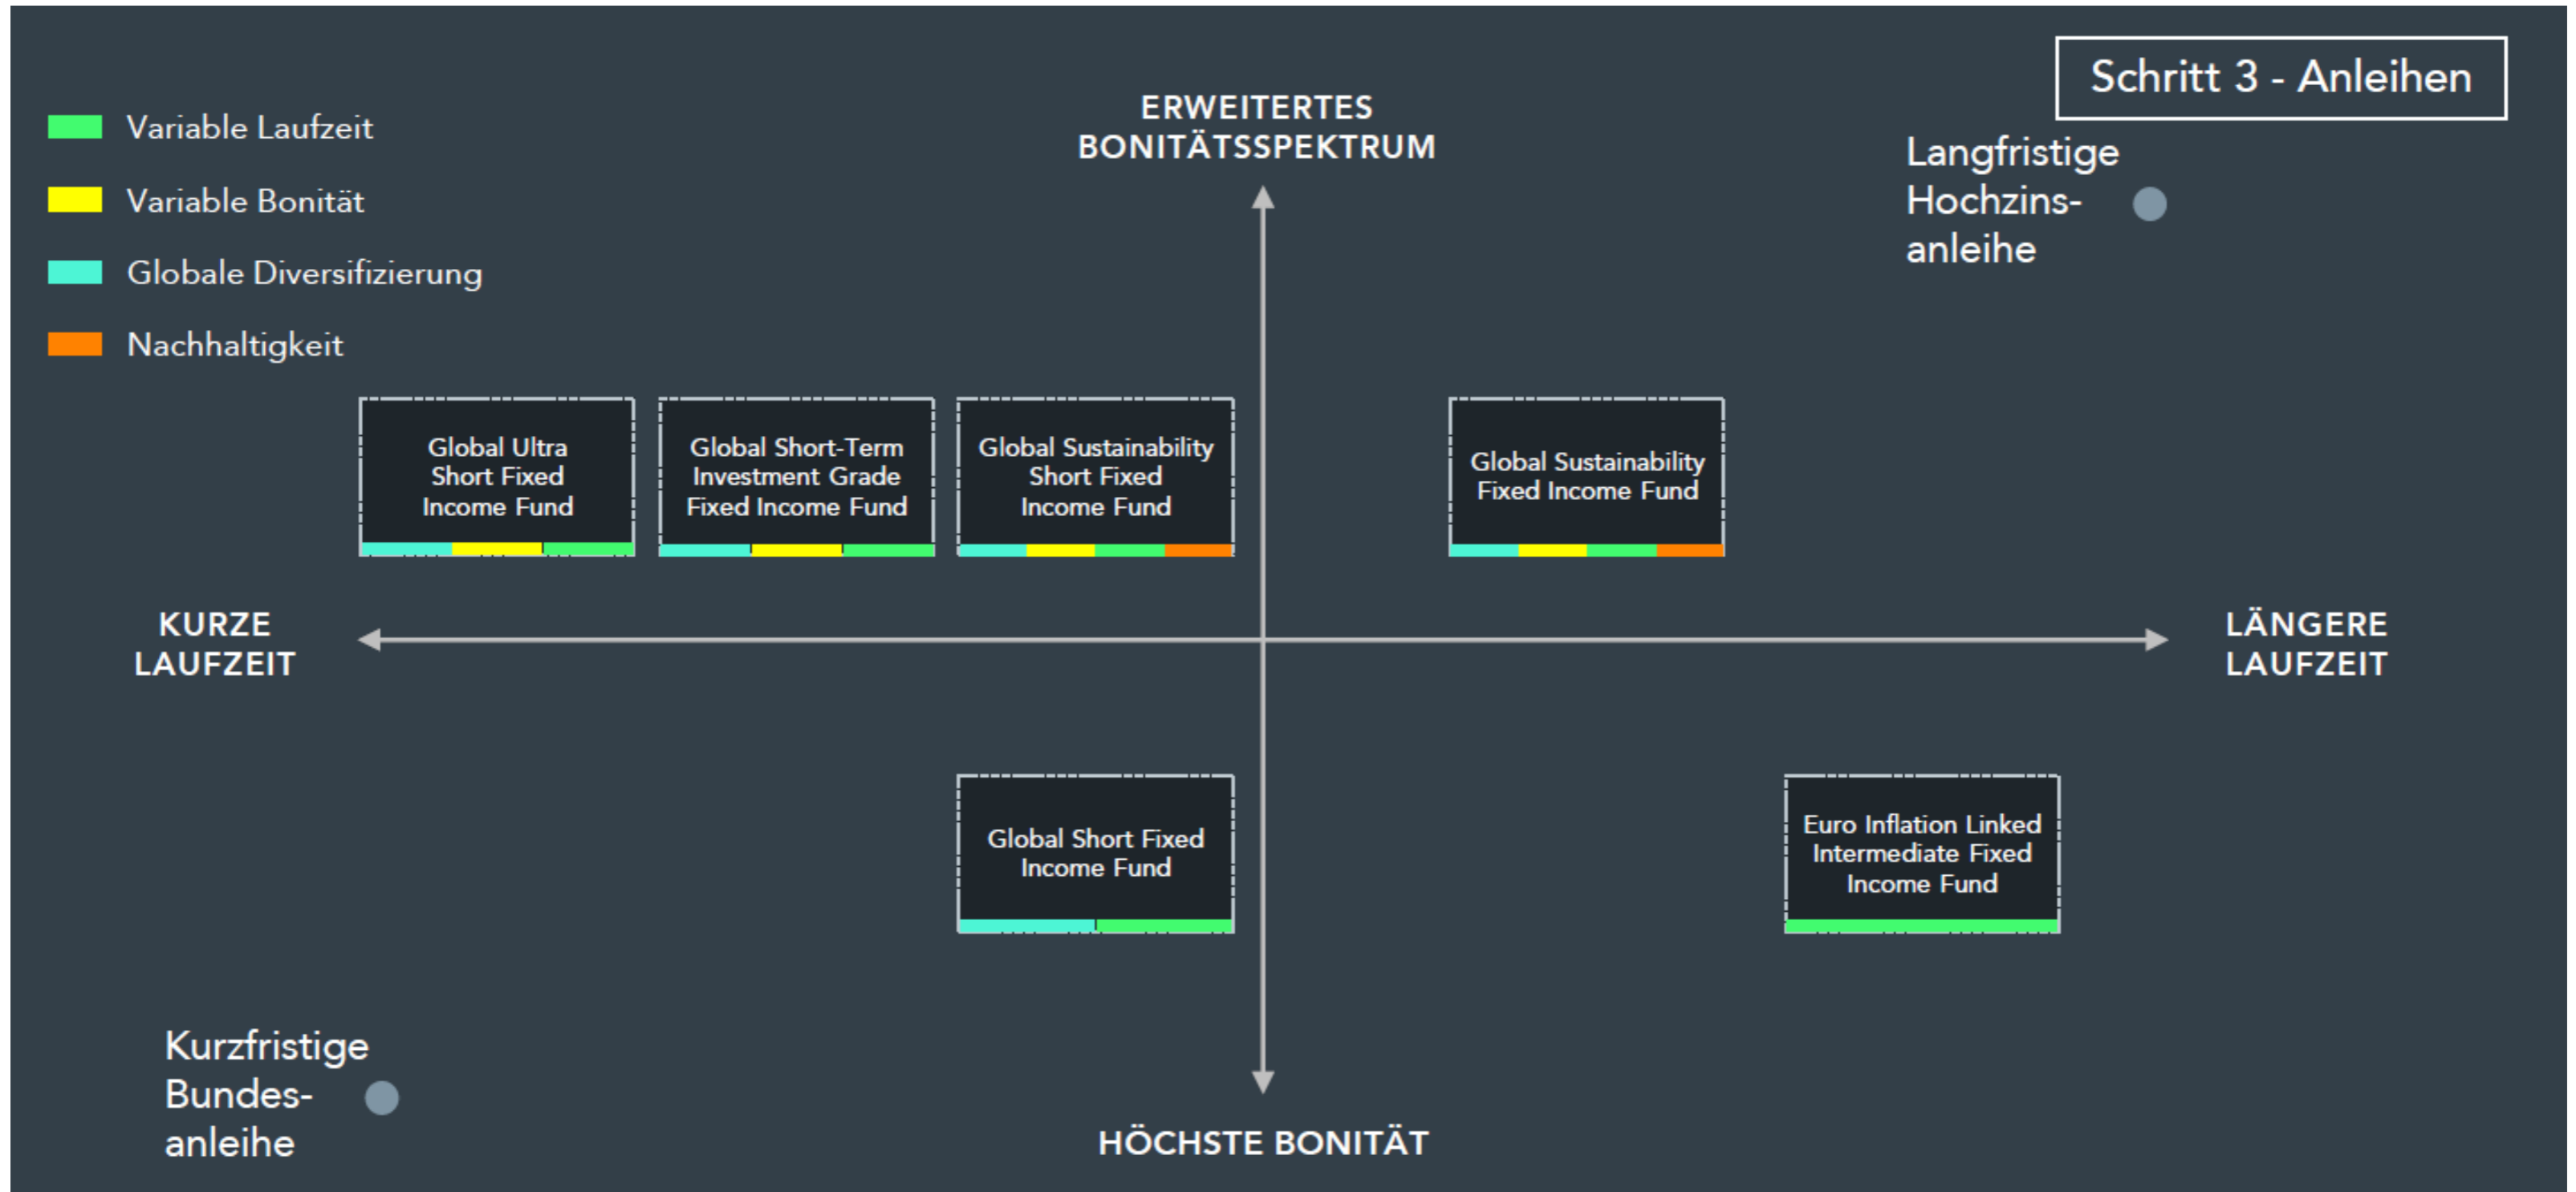 Schritt 3 - Anleihen
Variable Laufzeit
Variable Bonität
Globale Diversifizierung
Nachhaltigkeit
ERWEITERTES
BONITÄTSSPEKTRUM
Langfristige
Hochzins-
anleihe
Global Ultra
Short Fixed
Income Fund
Global Short-Term
Investment Grade
Fixed Income Fund
Global Sustainability
Short Fixed
Income Fund
Global Sustainability
Fixed Income Fund
KURZE
LAUFZEIT
LÄNGERE
LAUFZEIT
Global Short Fixed
Income Fund
Euro Inflation Linked
Intermediate Fixed
Income Fund
Kurzfristige
Bundes-
anleihe
HÖCHSTE BONITÄT